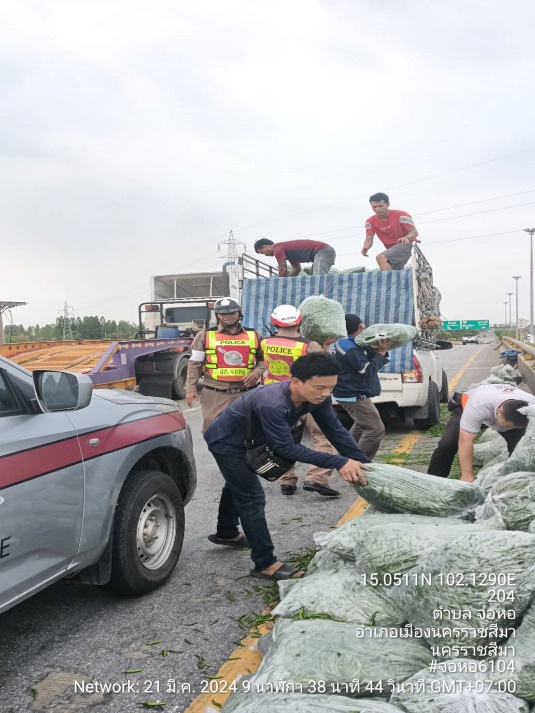 POLICE
POLICE
15.0511N 102.1290E
204
ตำบล จอหอ
อำเภอเมืองนครราชสีมา
นครราชสีมา
#จอหอ6104
Network: 21 มี.ค. 2024 9 นาฬิกา 38 นาที 44 วินาที GMT+07:00